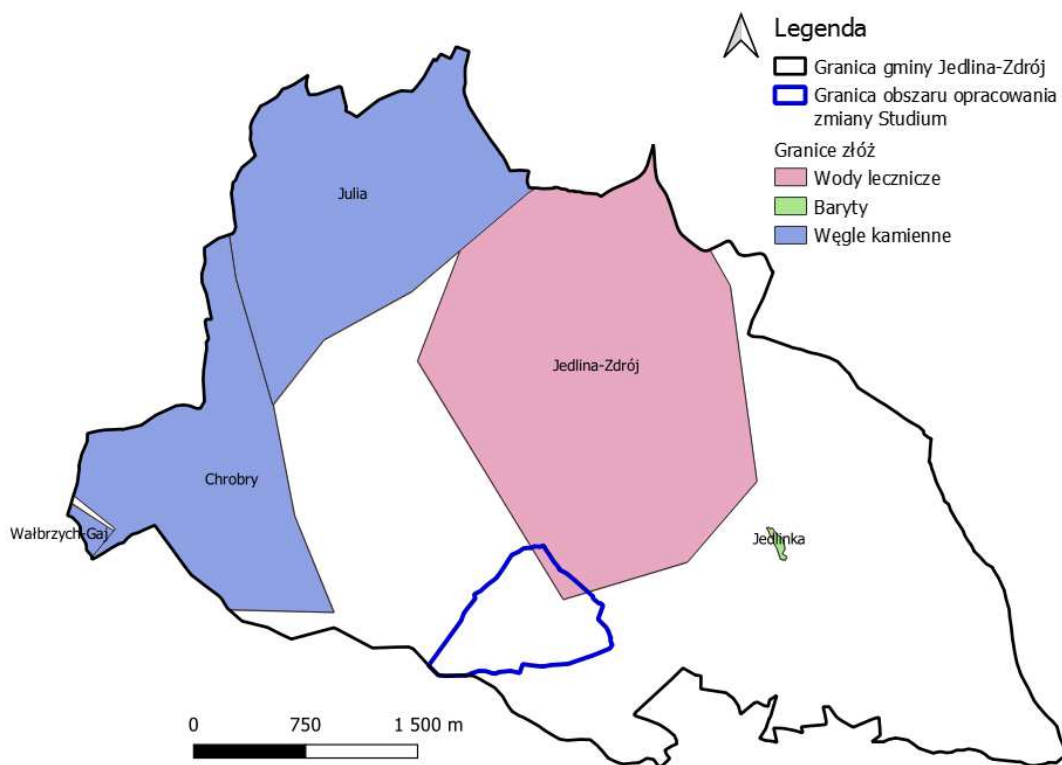 Legenda
Granica gminy Jedlina-Zdrój
Granica obszaru opracowania
zmiany Studium
Granice złóż
Wody lecznicze
Baryty
Węgle kamienne
Julia
Jedlina-Zdrój
Chrobry
Wałbrzych-Gaj
Jedlinka
0 750 1 500 m